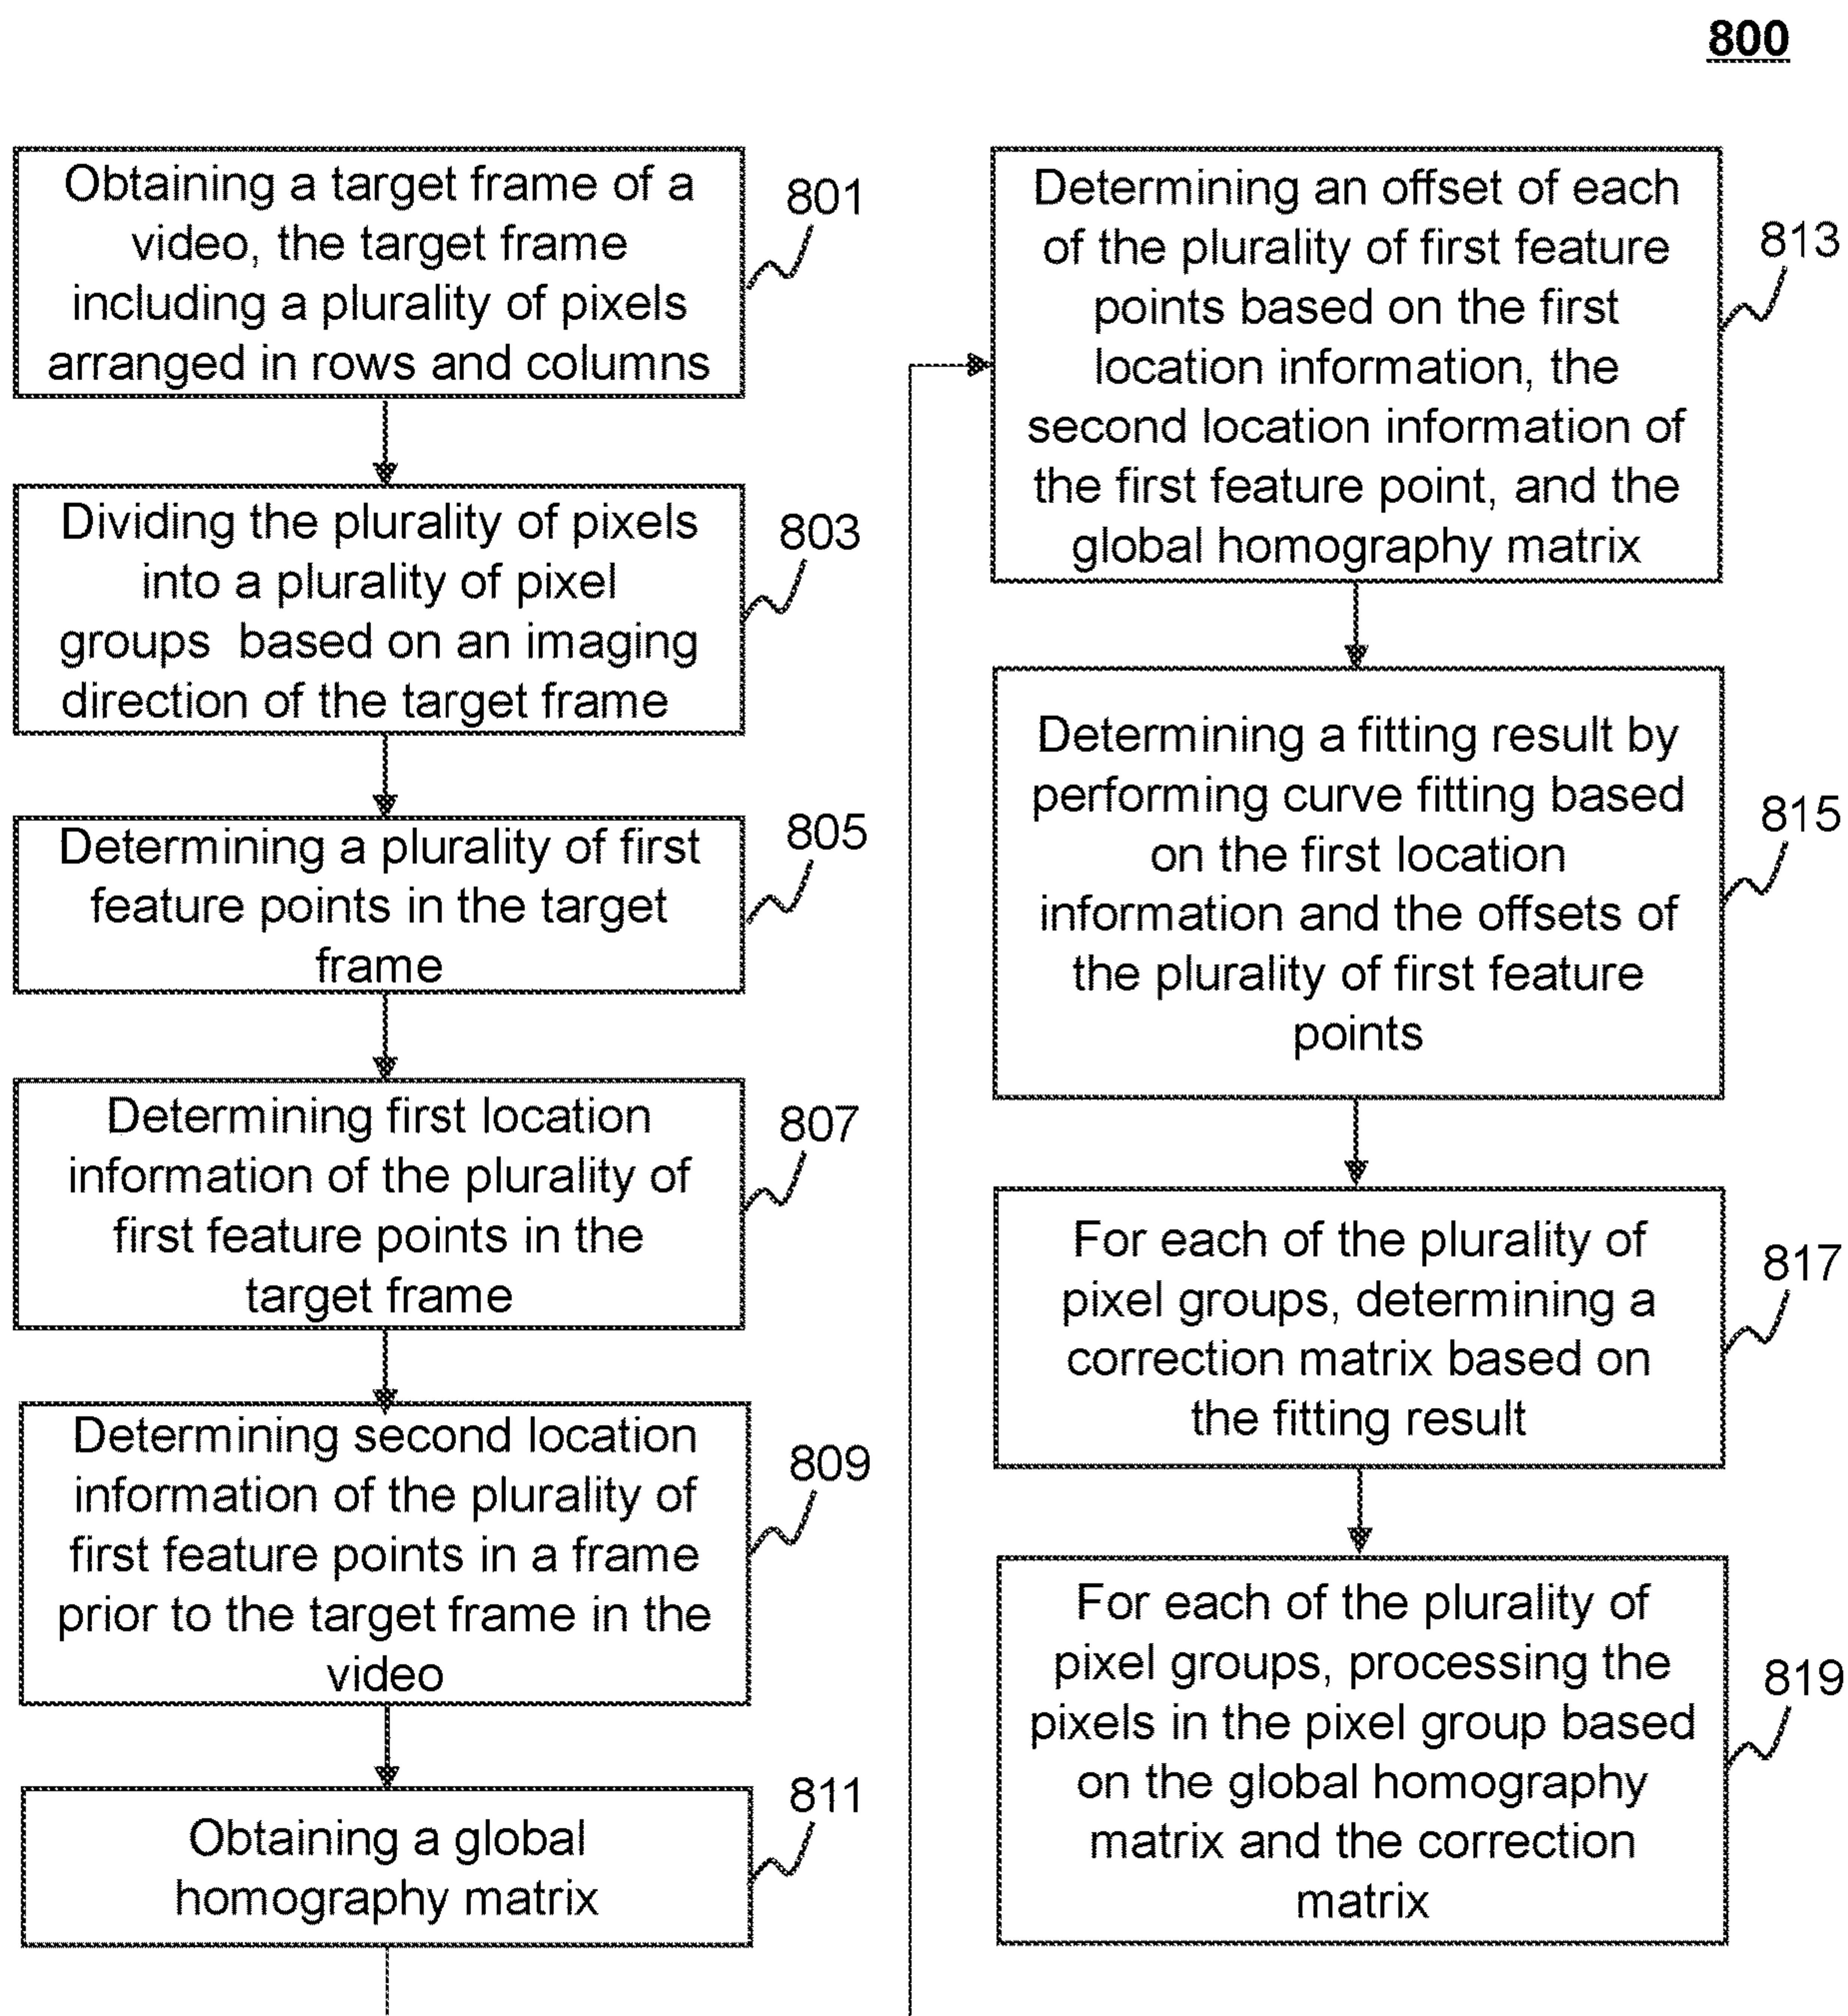 800
Obtaining a target frame of a
video, the target frame
including a plurality of pixels
arranged in rows and columns
801
Dividing the plurality of pixels
into a plurality of pixel
groups based on an imaging
direction of the target frame
803
Determining a plurality of first
feature points in the target
frame
805
Determining first location
information of the plurality of
first feature points in the
target frame
807
Determining second location
information of the plurality of
first feature points in a frame
prior to the target frame in the
video
809
Obtaining a global
homography matrix
811
Determining an offset of each
of the plurality of first feature
points based on the first
location information, the
second location information of
the first feature point, and the
global homography matrix
813
Determining a fitting result by
performing curve fitting based
on the first location
information and the offsets of
the plurality of first feature
points
815
For each of the plurality of
pixel groups, determining a
correction matrix based on
the fitting result
817
For each of the plurality of
pixel groups, processing the
pixels in the pixel group based
on the global homography
matrix and the correction
matrix
819